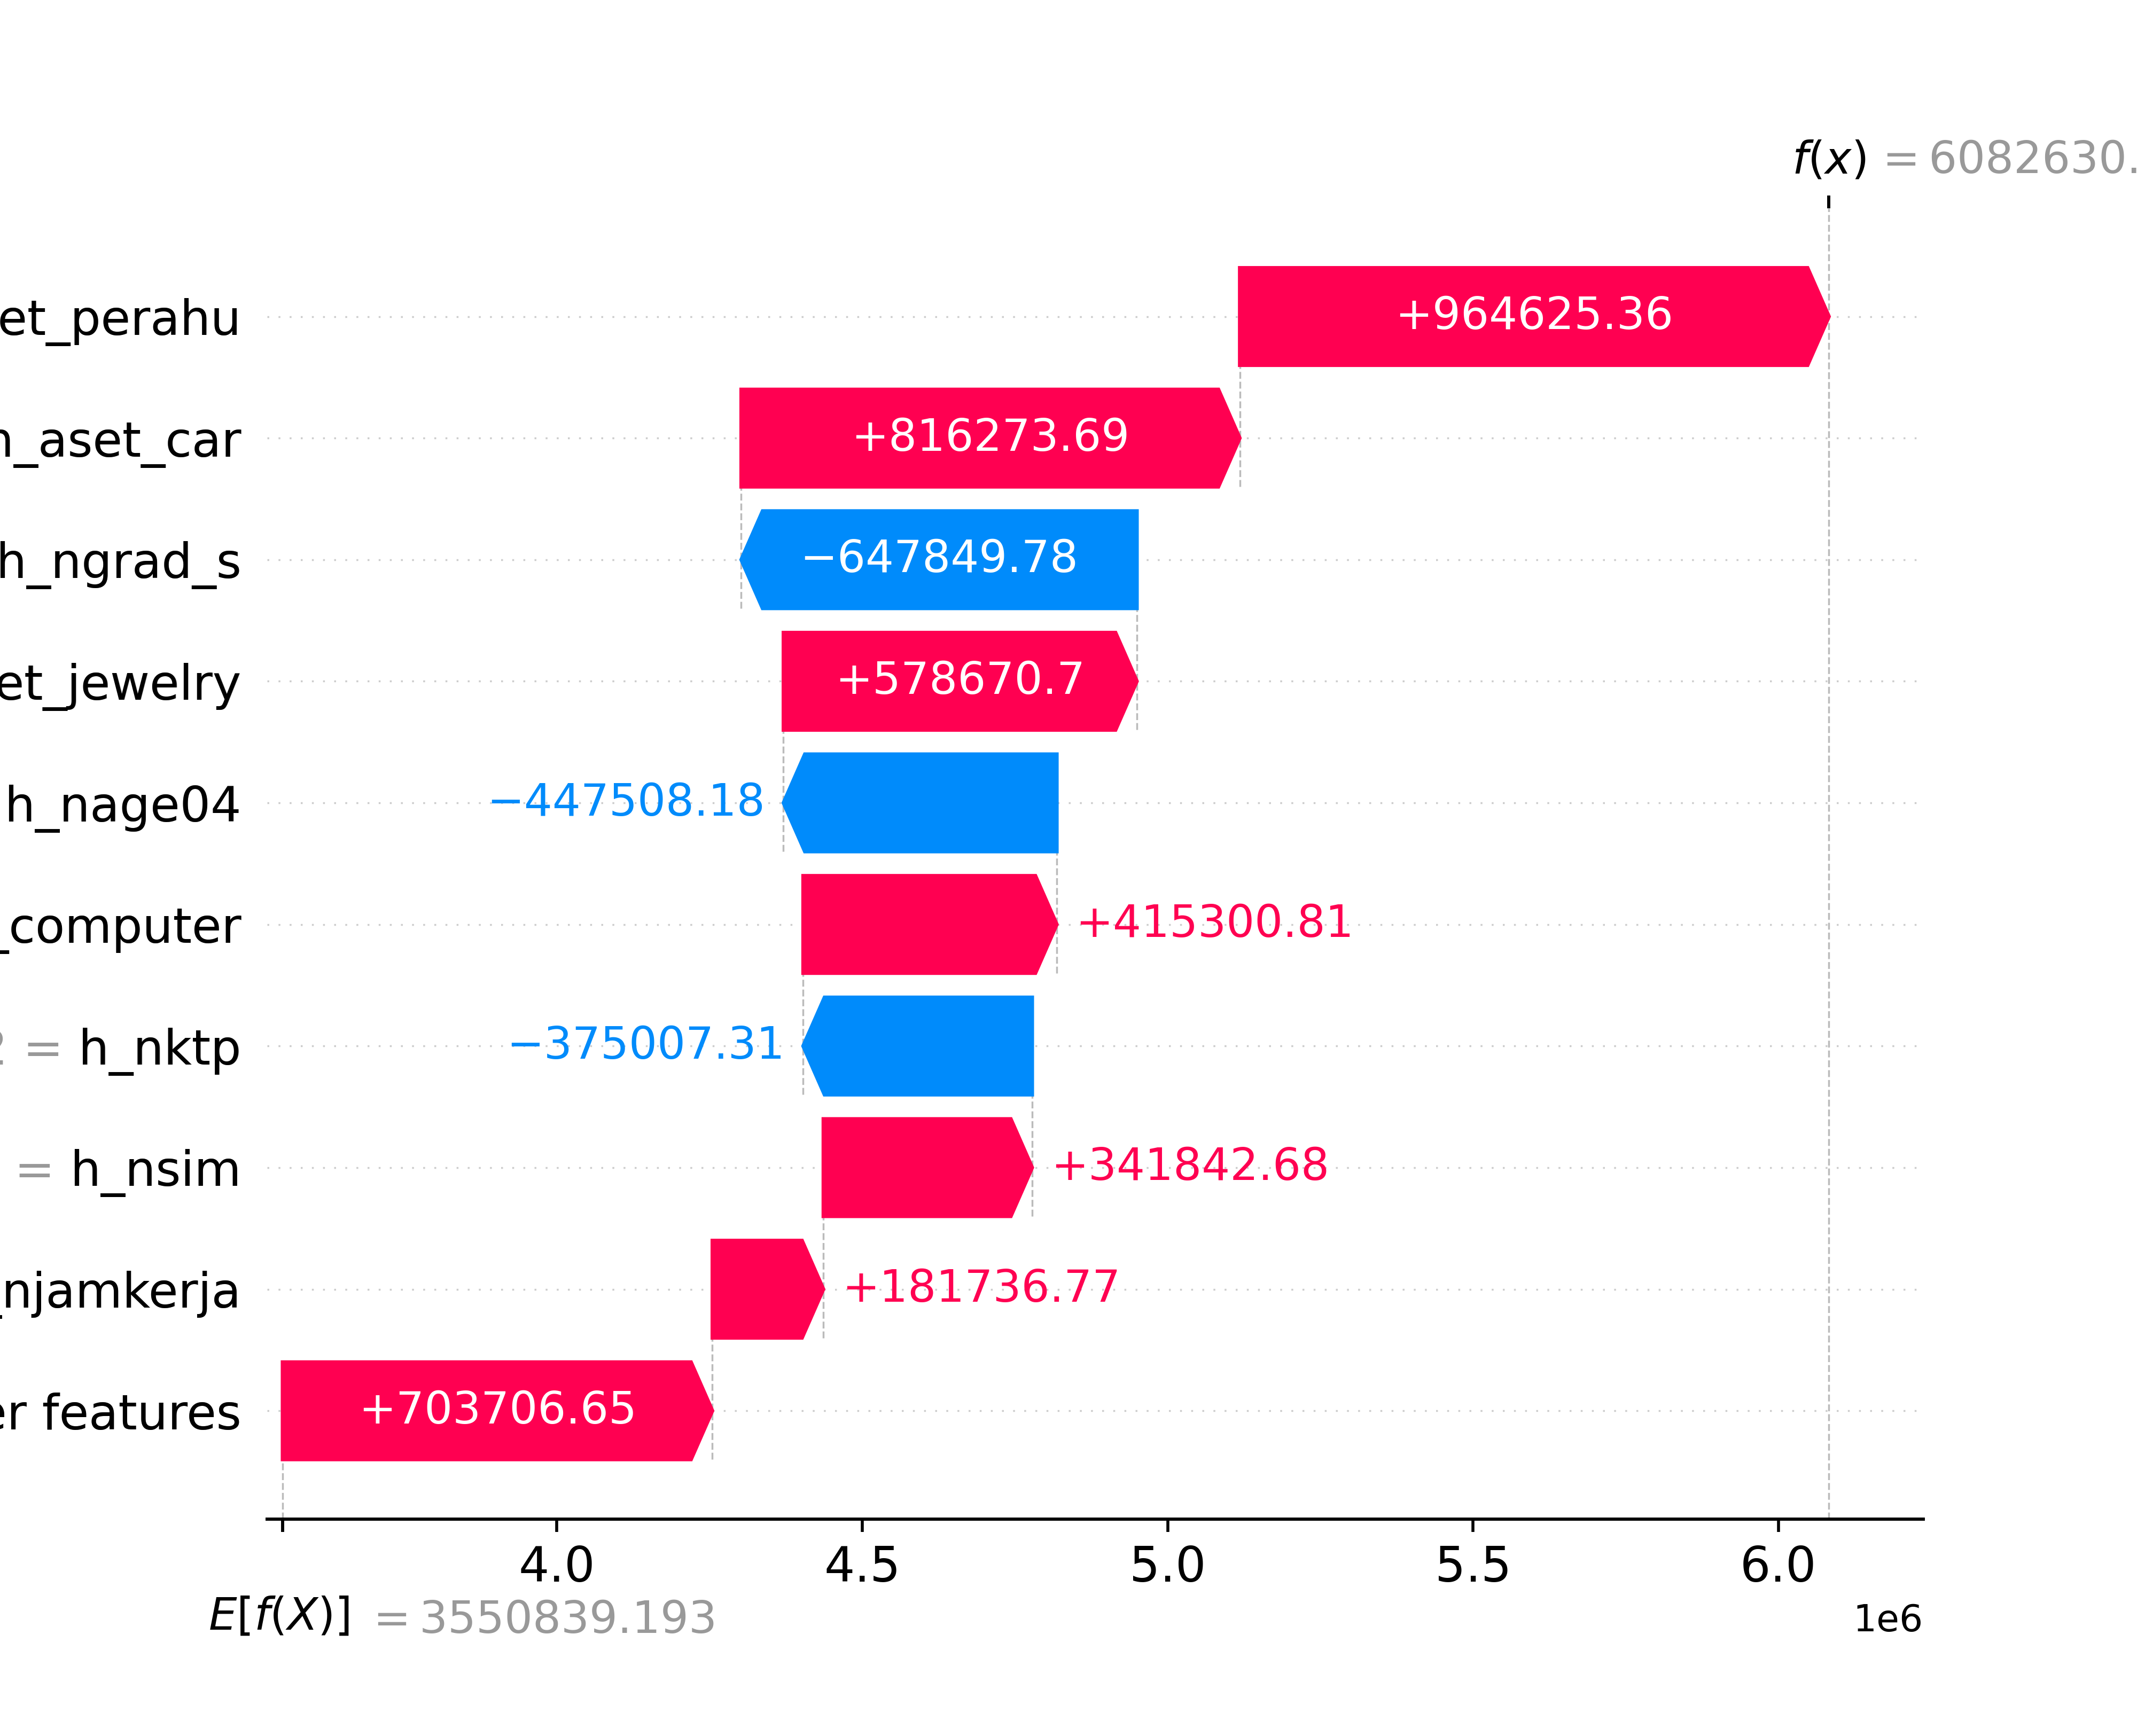 f(x) = 6082630.
et_perahu +964625.36
_aset_car +816273.69
h_ngrad_s −647849.78
et_jewelry +578670.7
h_nage04 −447508.18
_computer +415300.81
= h_nktp −375007.31
= h_nsim +341842.68
njamkerja +181736.77
features +703706.65
4.0 4.5 5.0 5.5 6.0
E[f(X)] = 3550839.193
1e6